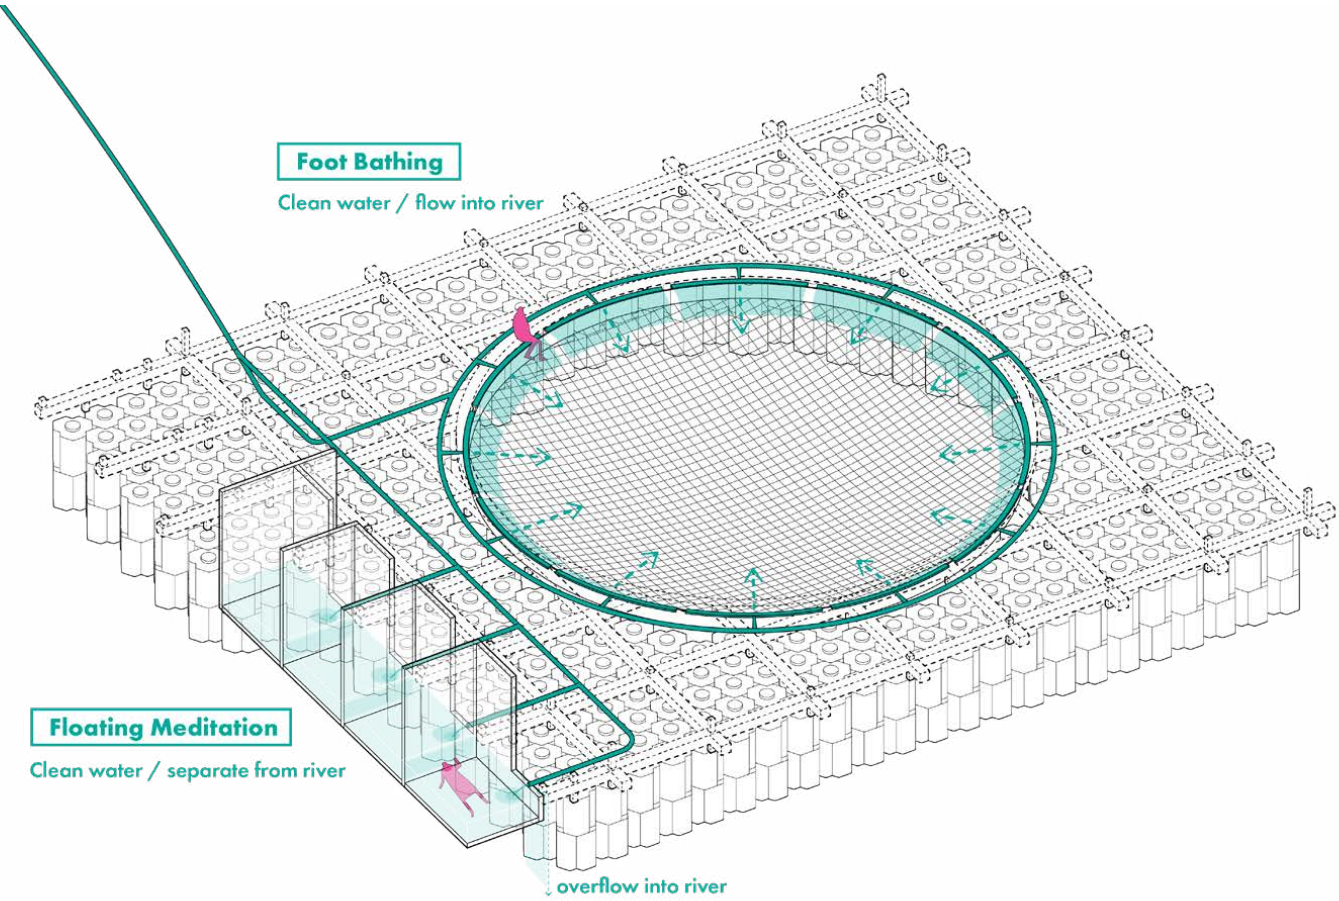 Foot Bathing
Clean water / flow into river
Floating Meditation
Clean water / separate from river
overflow into river